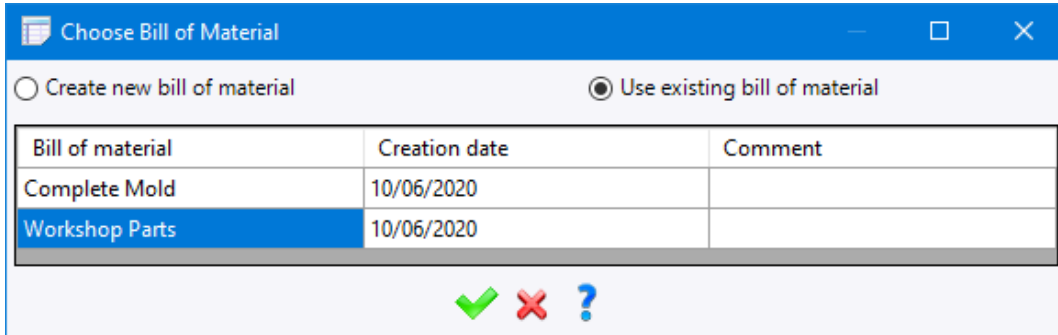 Choose Bill of Material
Create new bill of material Use existing bill of material
Bill of material Creation date Comment
Complete Mold 10/06/2020
Workshop Parts 10/06/2020